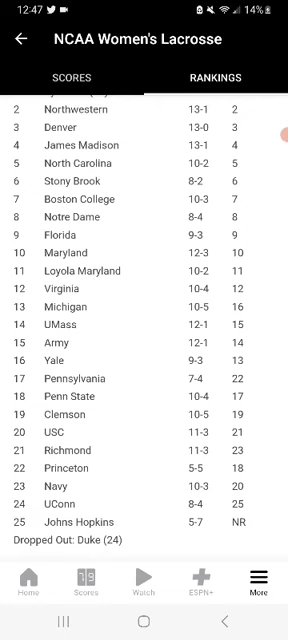 12:47 14%
NCAA Women's Lacrosse
SCORES RANKINGS
2 Northwestern 13-1 2
3 Denver 13-0 3
4 James Madison 13-1 4
5 North Carolina 10-2 5
6 Stony Brook 8-2 6
7 Boston College 10-3 7
8 Notre Dame 8-4 8
9 Florida 9-3 9
10 Maryland 12-3 10
11 Loyola Maryland 10-2 11
12 Virginia 10-4 12
13 Michigan 10-5 16
14 UMass 12-1 15
15 Army 12-1 14
16 Yale 9-3 13
17 Pennsylvania 7-4 22
18 Penn State 10-4 17
19 Clemson 10-5 19
20 USC 11-3 21
21 Richmond 11-3 23
22 Princeton 5-5 18
23 Navy 10-3 20
24 UConn 8-4 25
25 Johns Hopkins 5-7 NR
Dropped Out: Duke (24)
Home Scores Watch ESPN+ More